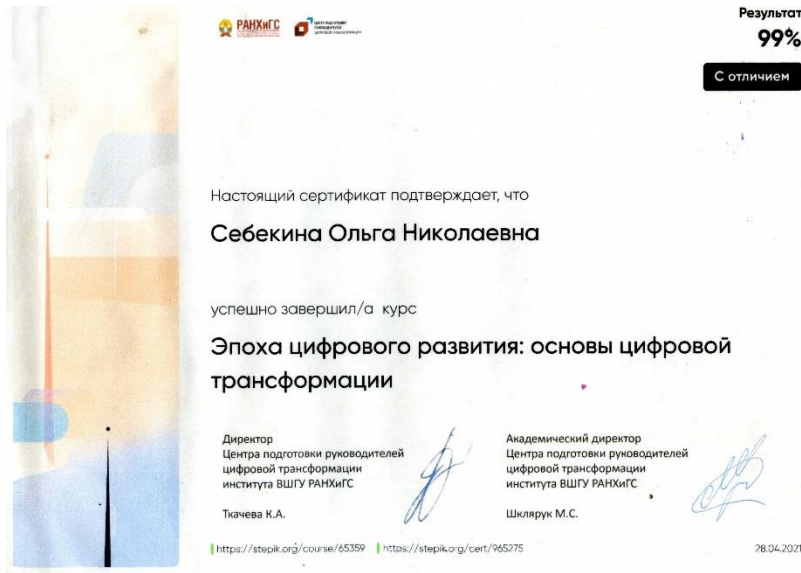 РАНХиГС
Результат
99%
С отличием
Настоящий сертификат подтверждает, что
Себекина Ольга Николаевна
успешно завершил/а курс
Эпоха цифрового развития: основы цифровой
трансформации
Директор
Центра подготовки руководителей
цифровой трансформации
института ВШГУ РАНХиГС
Ткачева К.А.
Академический директор
Центра подготовки руководителей
цифровой трансформации
института ВШГУ РАНХиГС
Шклярук М.С.
https://stepik.org/course/65359
https://stepik.org/cert/965275
28.04.2021